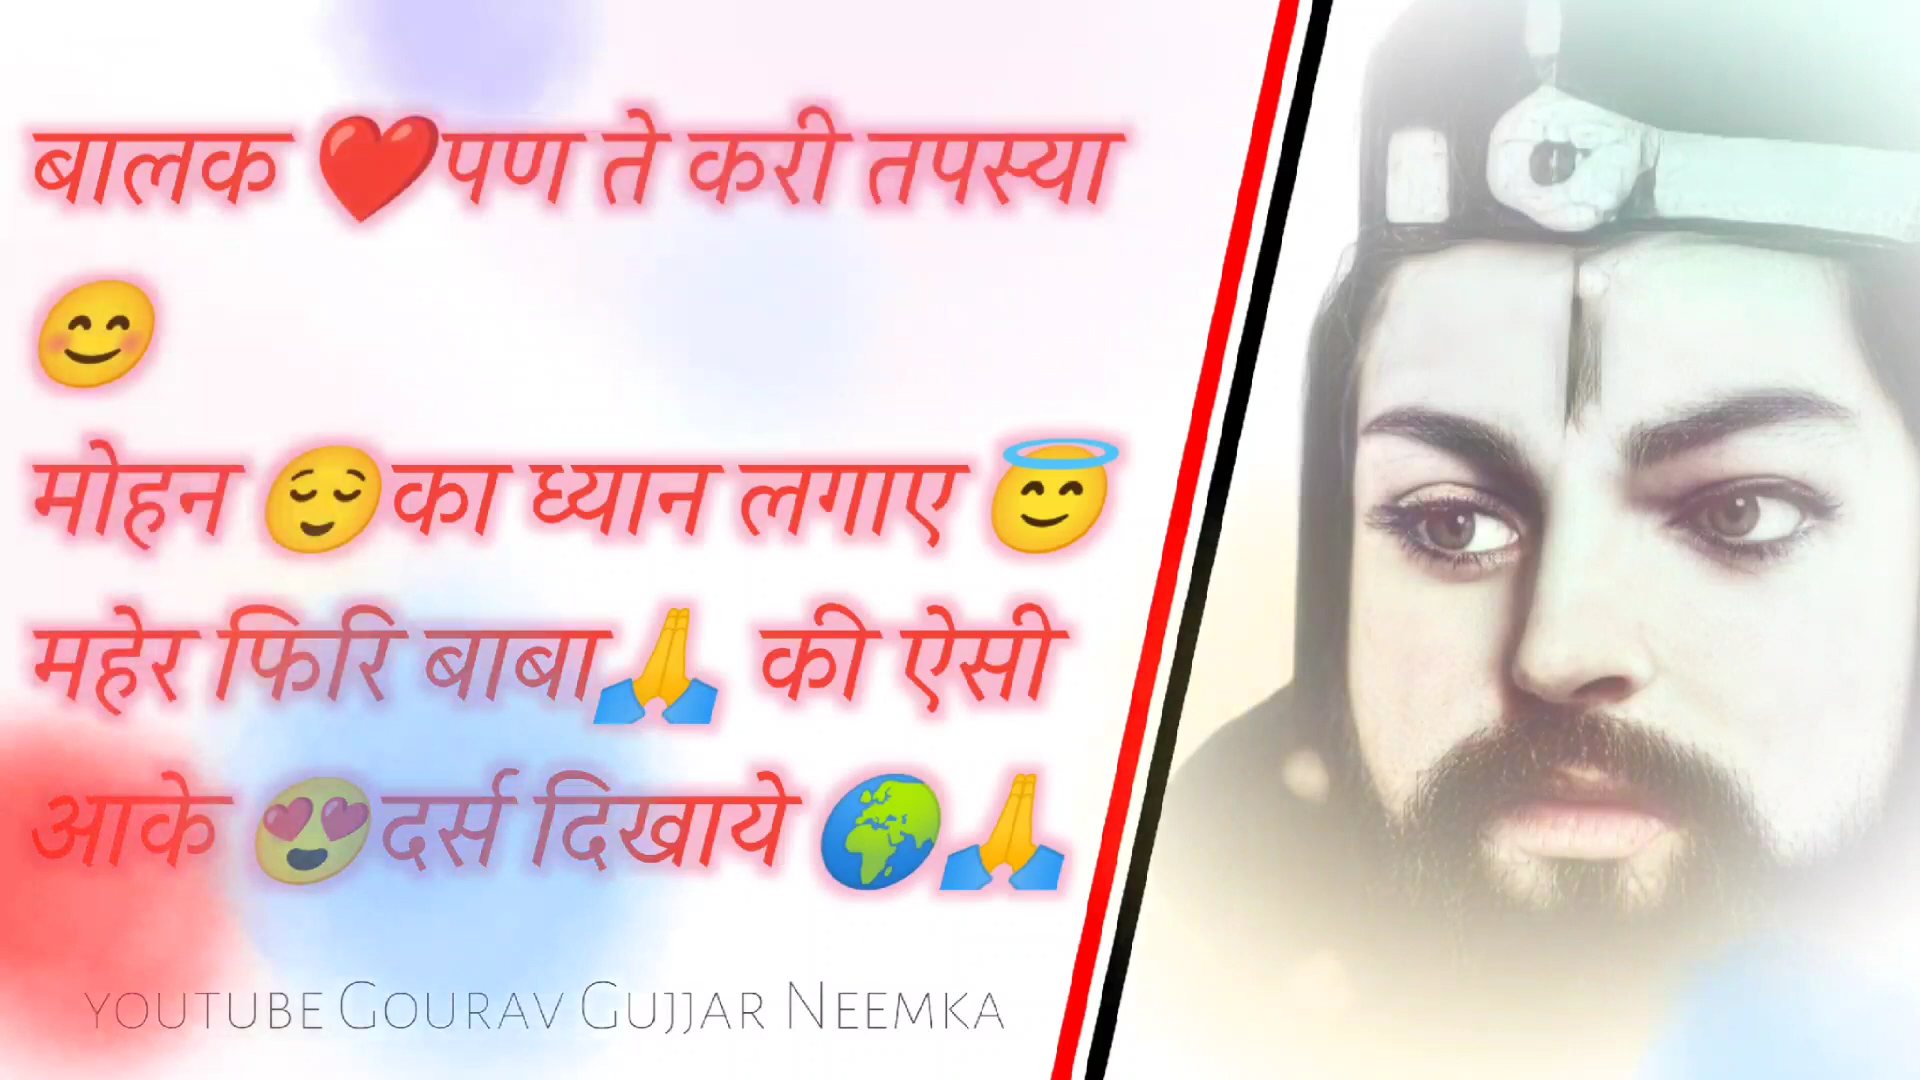 बालक ❤️पण ते करी तपस्या
😊
मोहन 😌का घ्यान लगाए 😇
महेर फिरि बाबा🙏 की ऐसी
आके 😍दर्स दिखाये 🌍🙏
YOUTUBE GOURAV GUJJAR NEEMKA